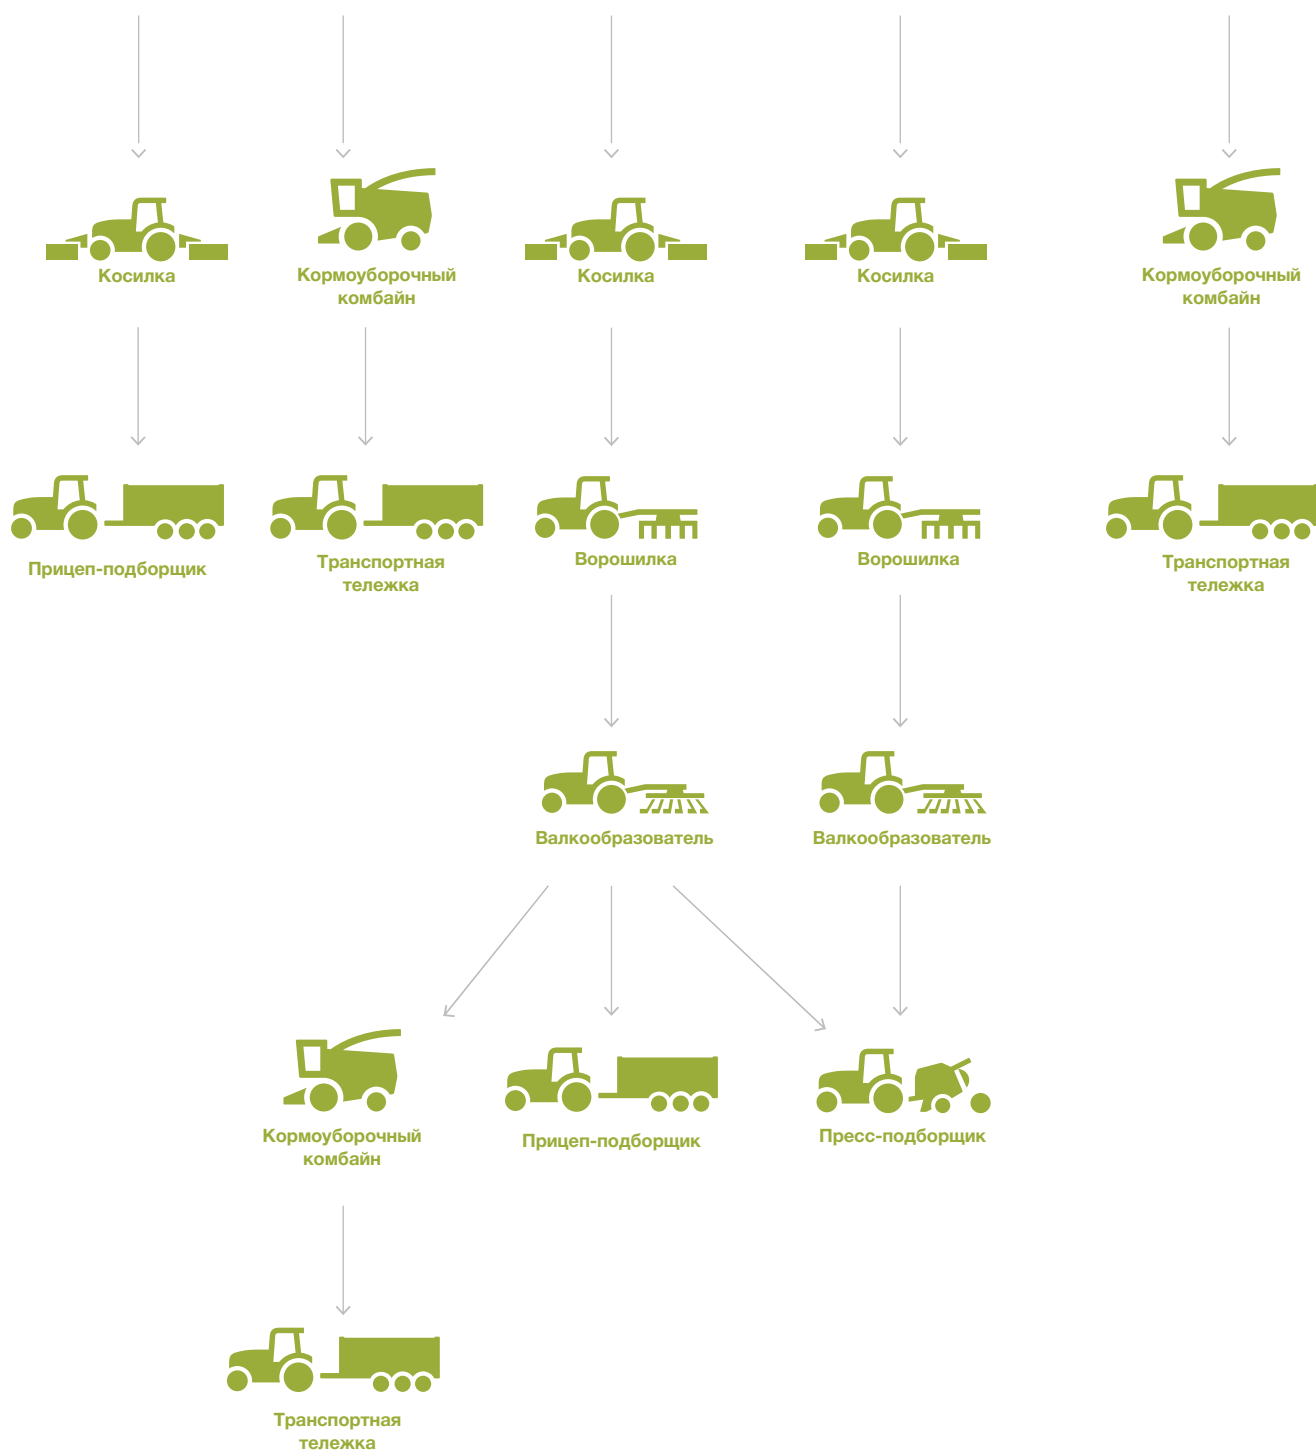 Косилка
Кормоуборочный
комбайн
Косилка
Косилка
Кормоуборочный
комбайн
Прицеп-подборщик
Транспортная
тележка
Ворошилка
Ворошилка
Транспортная
тележка
Валкообразователь
Валкообразователь
Кормоуборочный
комбайн
Прицеп-подборщик
Пресс-подборщик
Транспортная
тележка